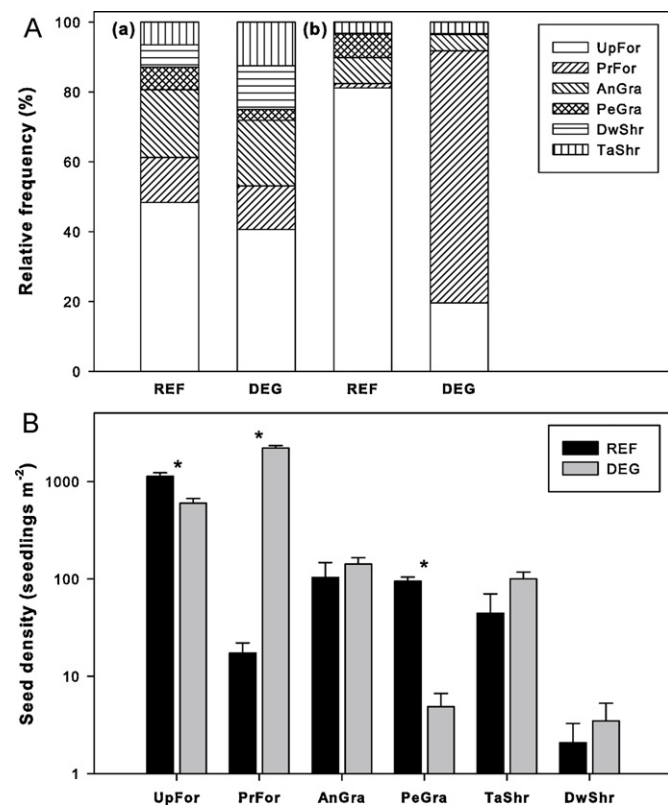 A
(a)
(b)
100
80
60
40
20
0
Relative frequency (%)
REF
DEG
REF
DEG
UpFor
PrFor
AnGra
PeGra
DwShr
TaShr
B
Seed density (seedlings m⁻²)
1000
100
10
1
*
*
*
REF
DEG
UpFor
PrFor
AnGra
PeGra
TaShr
DwShr